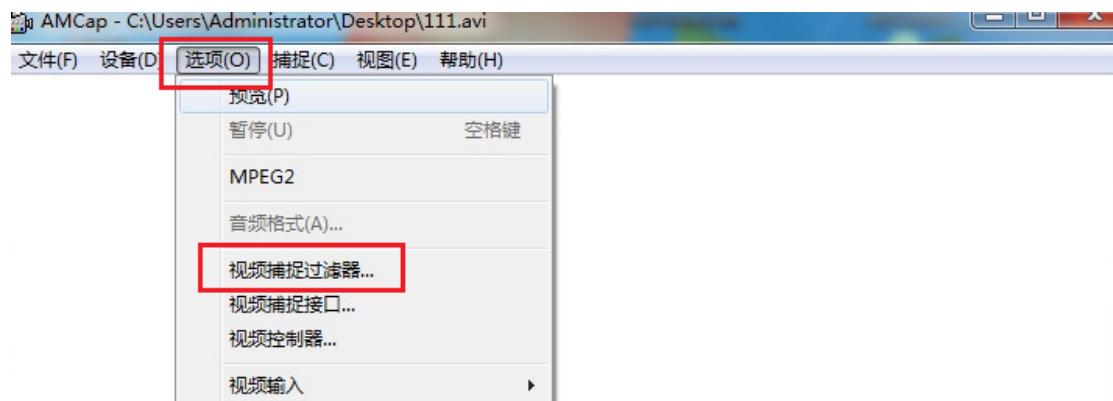 AMCap - C:\Users\Administrator\Desktop\111.avi
文件(F) 设备(D) 选项(O) 捕捉(C) 视图(E) 帮助(H)
预览(P)
暂停(U) 空格键
MPEG2
音频格式(A)...
视频捕捉过滤器...
视频捕捉接口...
视频控制器...
视频输入